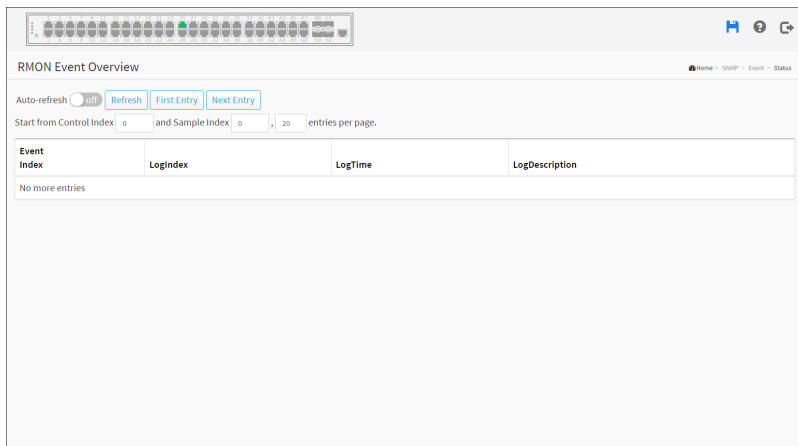 RMON Event Overview
Home > SNMP > Event > Status
Auto-refresh off Refresh First Entry Next Entry
Start from Control Index 0 and Sample Index 0 , 20 entries per page.
Event
Index LogIndex LogTime LogDescription
No more entries